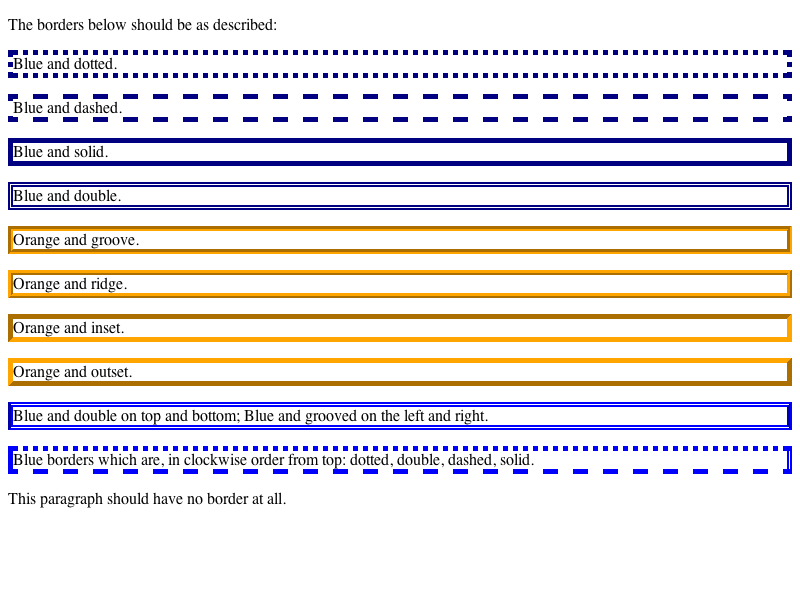 The borders below should be as described:
Blue and dotted.
Blue and dashed.
Blue and solid.
Blue and double.
Orange and groove.
Orange and ridge.
Orange and inset.
Orange and outset.
Blue and double on top and bottom; Blue and grooved on the left and right.
Blue borders which are, in clockwise order from top: dotted, double, dashed, solid.
This paragraph should have no border at all.